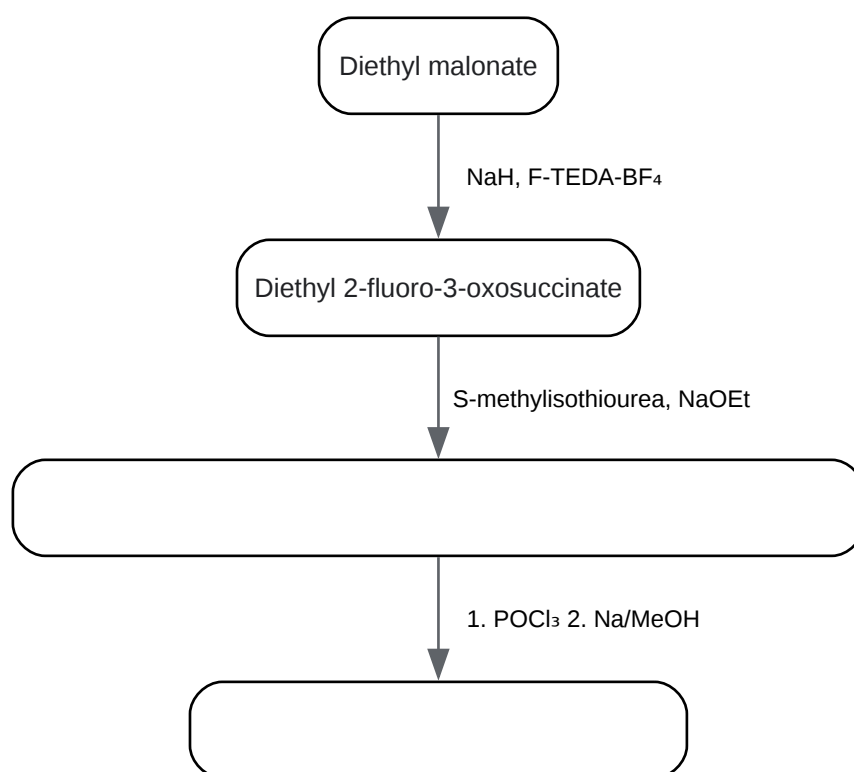 Diethyl malonate
NaH, F-TEDA-BF₄
Diethyl 2-fluoro-3-oxosuccinate
S-methylisothiourea, NaOEt
1. POCl₃ 2. Na/MeOH